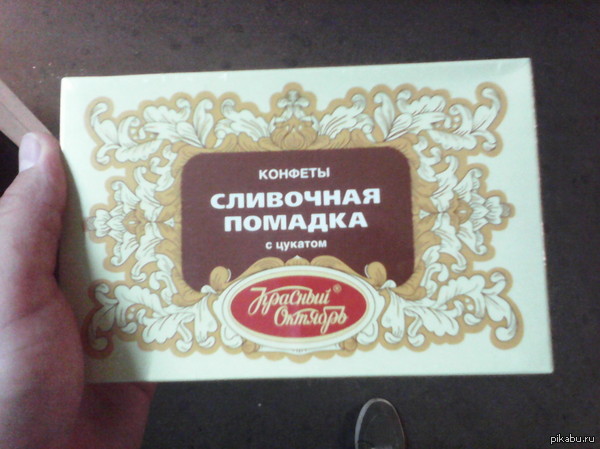 КОНФЕТЫ
СЛИВОЧНАЯ
ПОМАДКА
с цукатом
Красный®
Октябрь
pikabu.ru